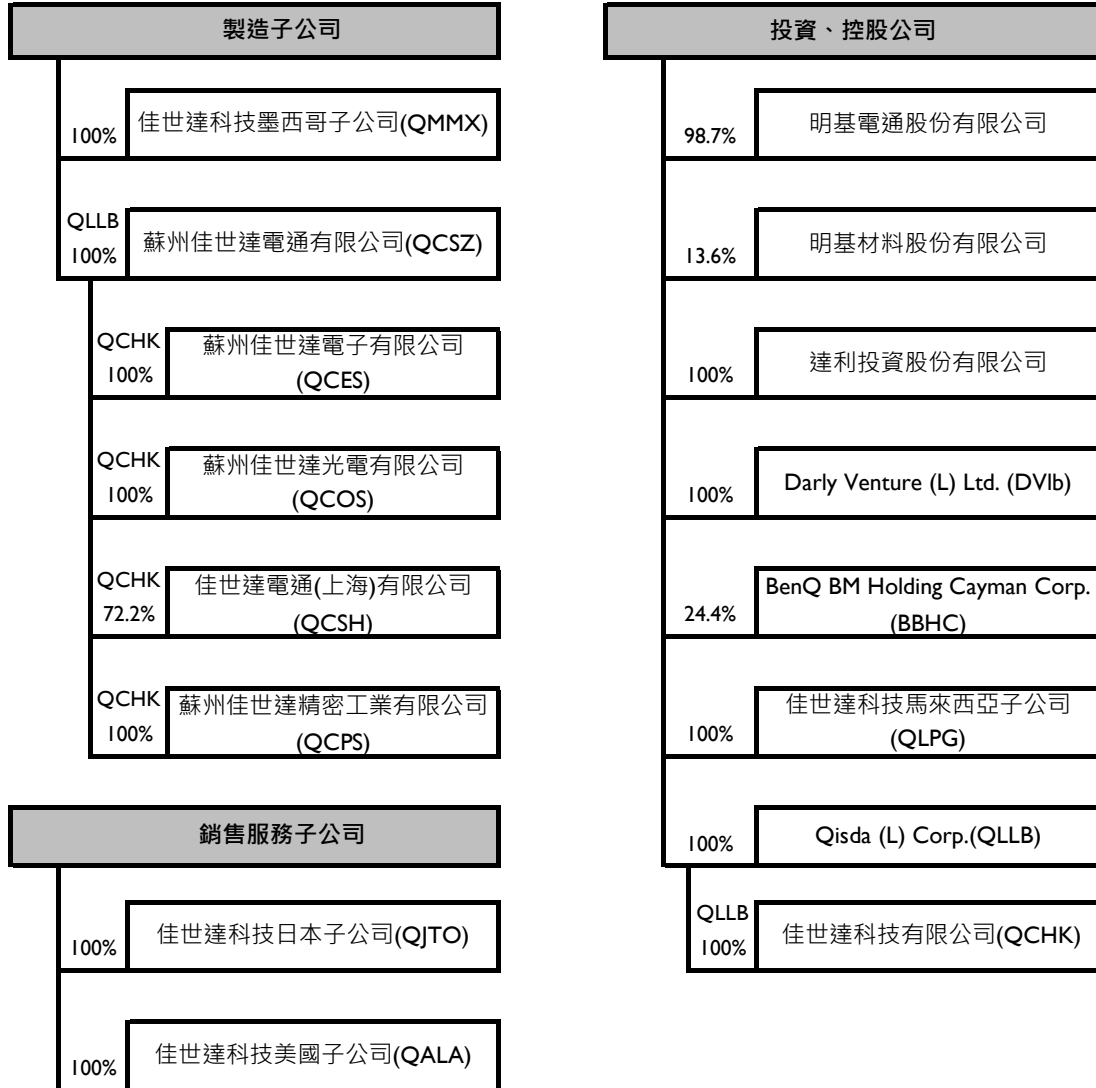 製造子公司
100%
佳世達科技墨西哥子公司(QMMX)
QLLB
100%
蘇州佳世達電通有限公司(QCSZ)
QCHK
100%
蘇州佳世達電子有限公司
(QCES)
QCHK
100%
蘇州佳世達光電有限公司
(QCOS)
QCHK
72.2%
佳世達電通(上海)有限公司
(QCSH)
QCHK
100%
蘇州佳世達精密工業有限公司
(QCPS)
銷售服務子公司
100%
佳世達科技日本子公司(QJTO)
100%
佳世達科技美國子公司(QALA)
投資、控股公司
98.7%
明基電通股份有限公司
13.6%
明基材料股份有限公司
100%
達利投資股份有限公司
100%
Darly Venture (L) Ltd. (DVlb)
24.4%
BenQ BM Holding Cayman Corp.
(BBHC)
100%
佳世達科技馬來西亞子公司
(QLPG)
100%
Qisda (L) Corp.(QLLB)
QLLB
100%
佳世達科技有限公司(QCHK)